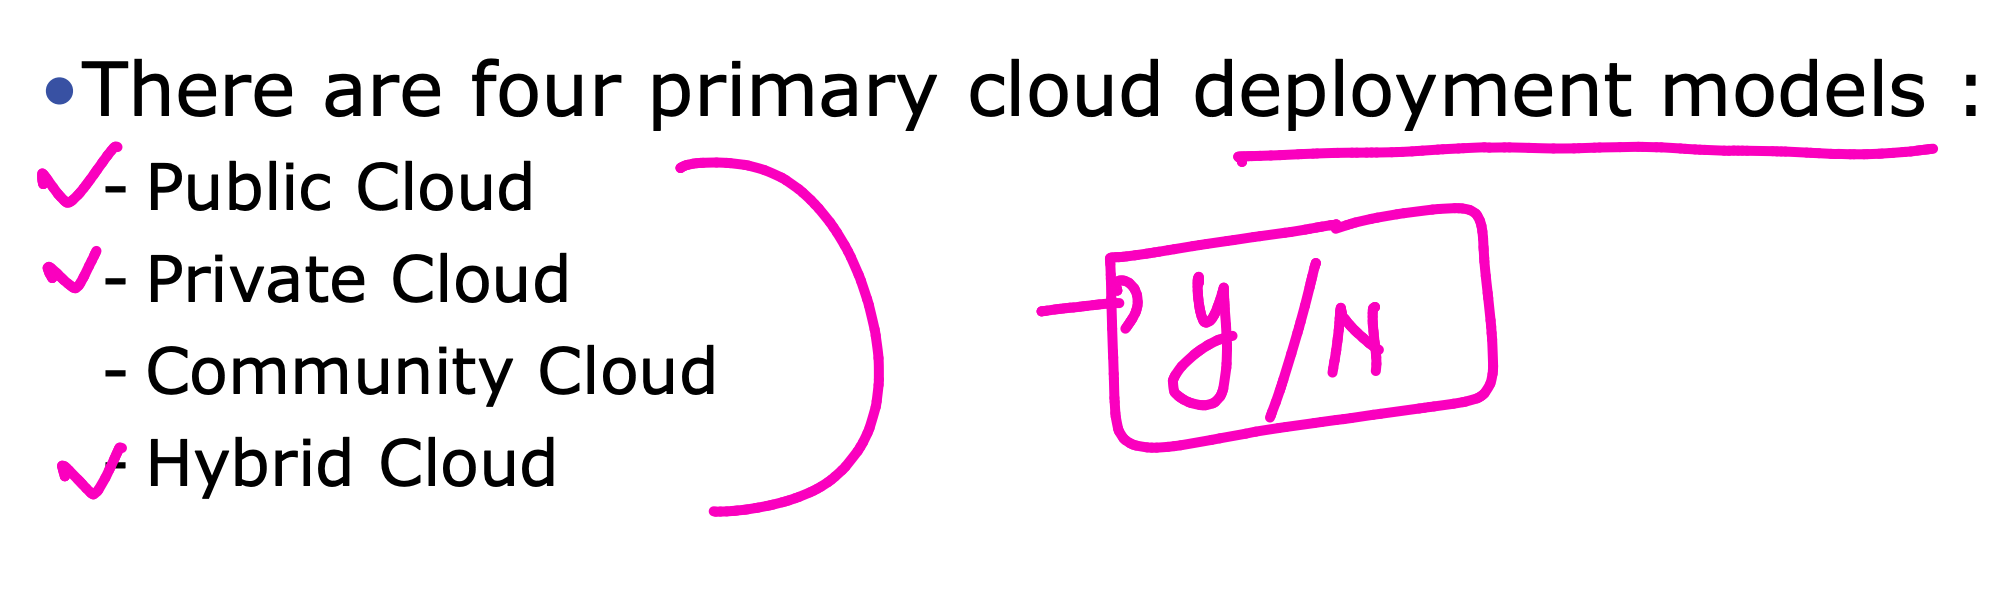 •There are four primary cloud deployment models :
- Public Cloud
- Private Cloud
- Community Cloud
- Hybrid Cloud
Y/N